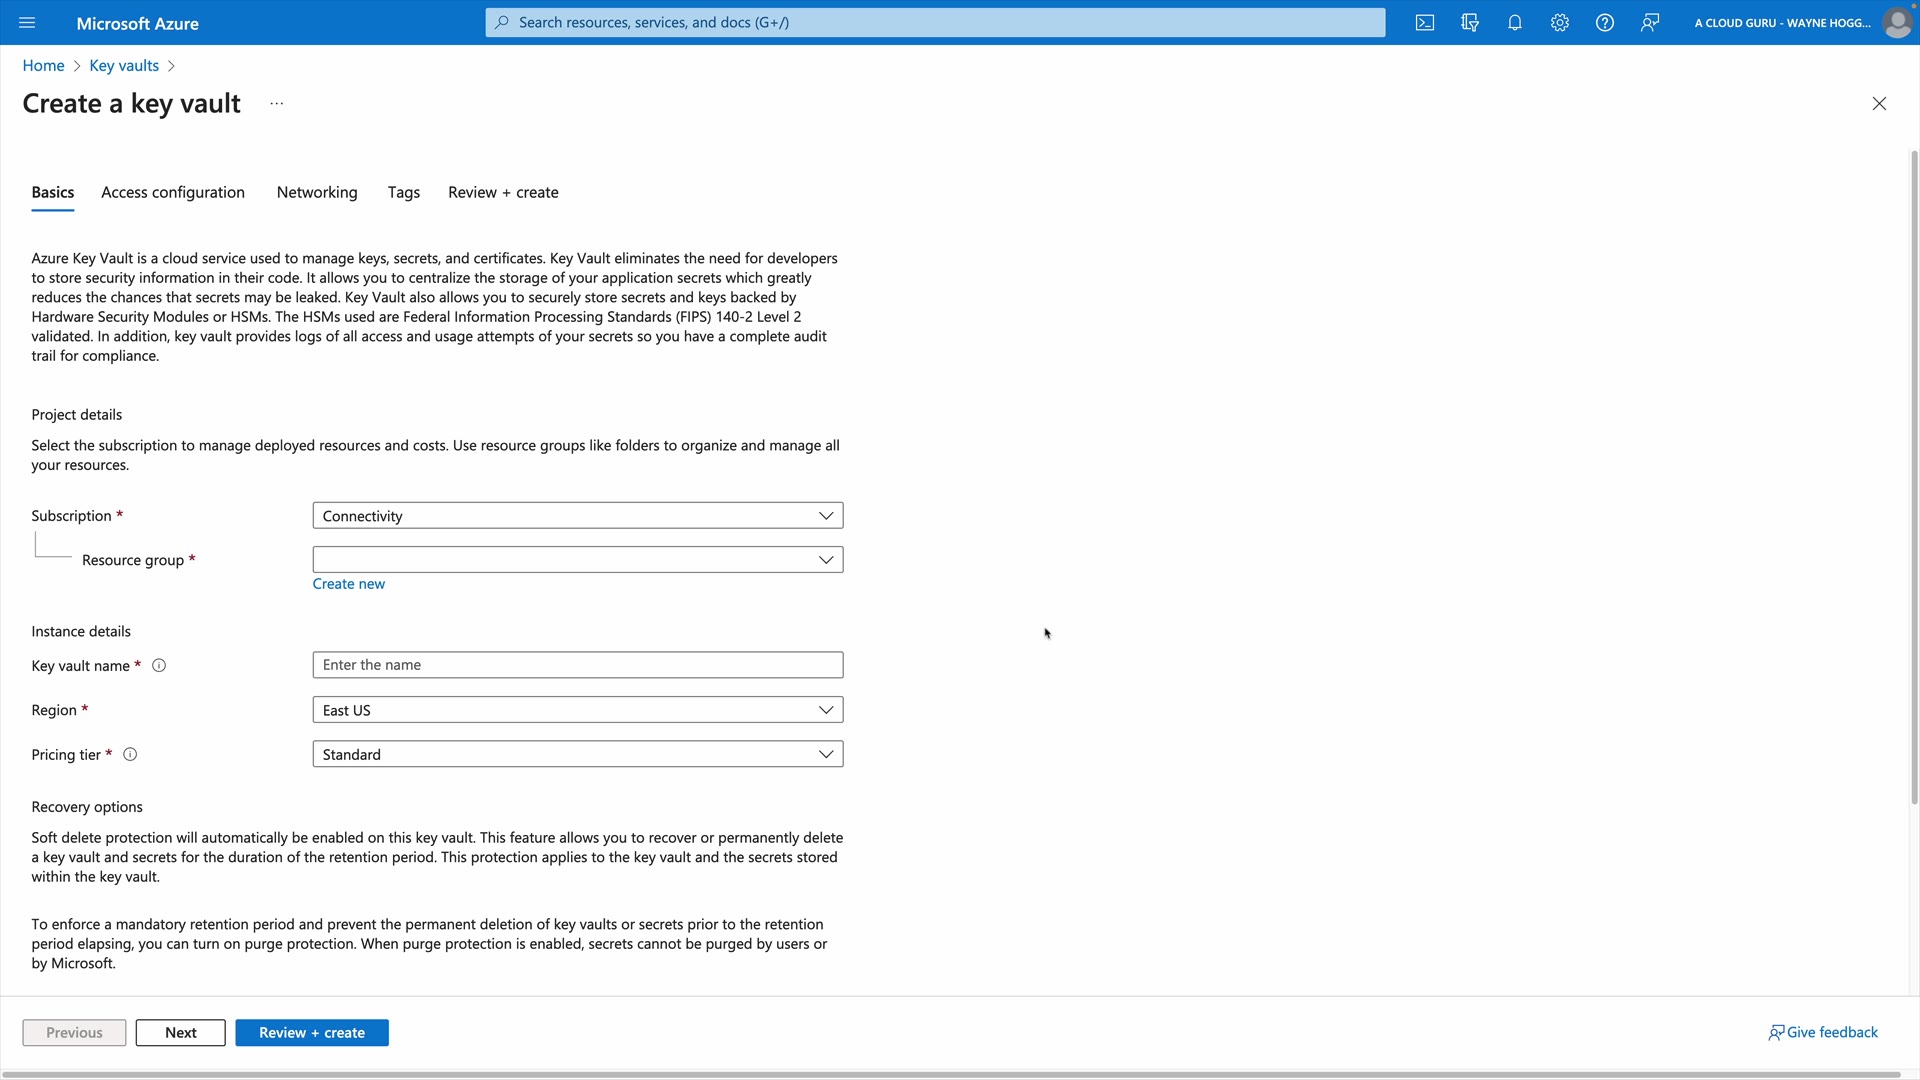 Microsoft Azure
Search resources, services, and docs (G+/)
A CLOUD GURU - WAYNE HOGG...
Home > Key vaults >
Create a key vault ...
Basics Access configuration Networking Tags Review + create
Azure Key Vault is a cloud service used to manage keys, secrets, and certificates. Key Vault eliminates the need for developers
to store security information in their code. It allows you to centralize the storage of your application secrets which greatly
reduces the chances that secrets may be leaked. Key Vault also allows you to securely store secrets and keys backed by
Hardware Security Modules or HSMs. The HSMs used are Federal Information Processing Standards (FIPS) 140-2 Level 2
validated. In addition, key vault provides logs of all access and usage attempts of your secrets so you have a complete audit
trail for compliance.
Project details
Select the subscription to manage deployed resources and costs. Use resource groups like folders to organize and manage all
your resources.
Subscription *
Connectivity
Resource group *
Create new
Instance details
Key vault name *
Enter the name
Region *
East US
Pricing tier *
Standard
Recovery options
Soft delete protection will automatically be enabled on this key vault. This feature allows you to recover or permanently delete
a key vault and secrets for the duration of the retention period. This protection applies to the key vault and the secrets stored
within the key vault.
To enforce a mandatory retention period and prevent the permanent deletion of key vaults or secrets prior to the retention
period elapsing, you can turn on purge protection. When purge protection is enabled, secrets cannot be purged by users or
by Microsoft.
Previous
Next
Review + create
Give feedback